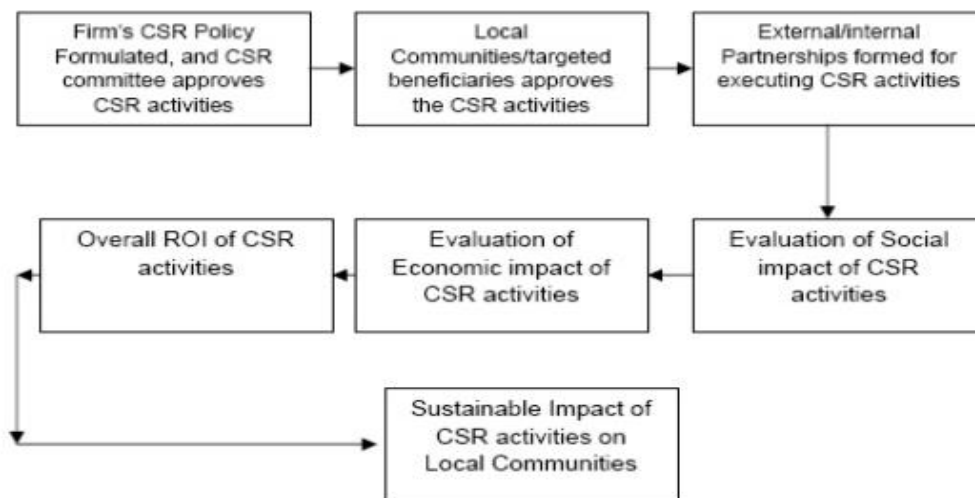 Firm's CSR Policy
Formulated, and CSR
committee approves
CSR activities
Local
Communities/targeted
beneficiaries approves
the CSR activities
External/internal
Partnerships formed for
executing CSR activities
Overall ROI of CSR
activities
Evaluation of
Economic impact of
CSR activities
Evaluation of Social
impact of CSR
activities
Sustainable Impact of
CSR activities on
Local Communities